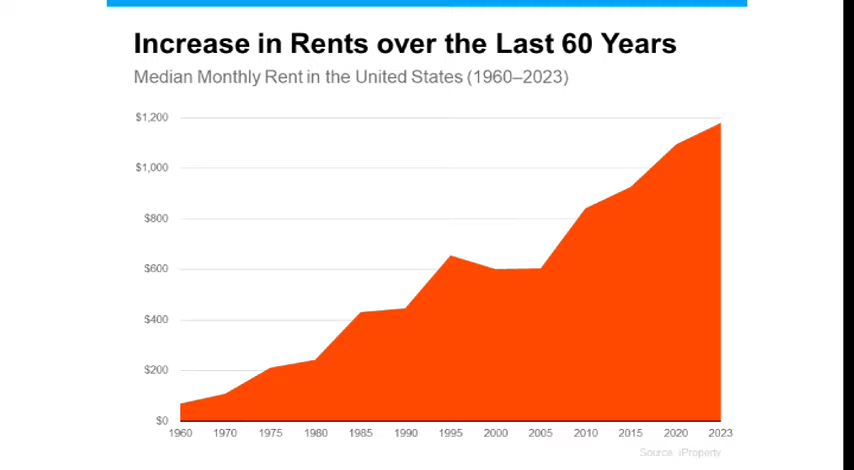 Increase in Rents over the Last 60 Years
Median Monthly Rent in the United States (1960–2023)
$1,200
$1,000
$800
$600
$400
$200
$0
1960 1970 1975 1980 1985 1990 1995 2000 2005 2010 2015 2020 2023
Source: iProperty